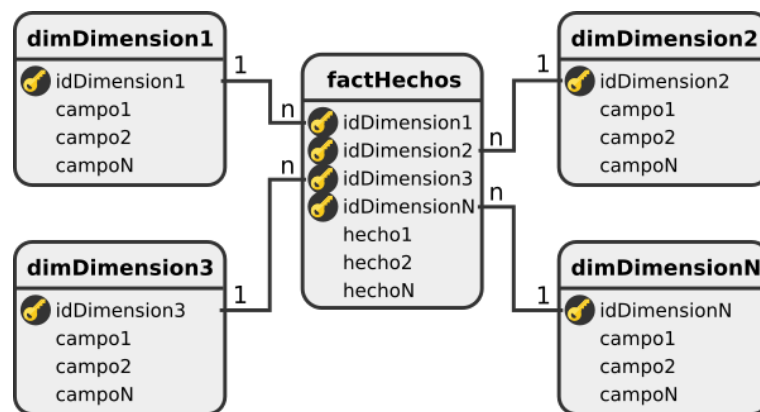 dimDimension1
idDimension1
campo1
campo2
campoN
1
n
factHechos
idDimension1
idDimension2
idDimension3
idDimensionN
hecho1
hecho2
hechoN
dimDimension2
idDimension2
campo1
campo2
campoN
1
n
dimDimension3
idDimension3
campo1
campo2
campoN
1
n
dimDimensionN
idDimensionN
campo1
campo2
campoN
1
n